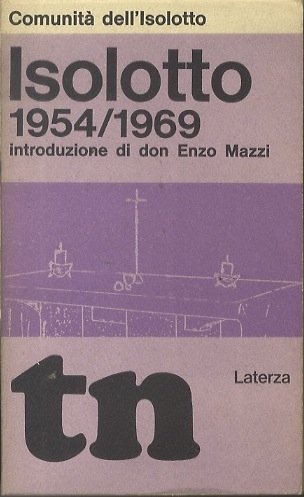 Comunità dell'Isolotto
Isolotto
1954/1969
introduzione di don Enzo Mazzi
Laterza
tn